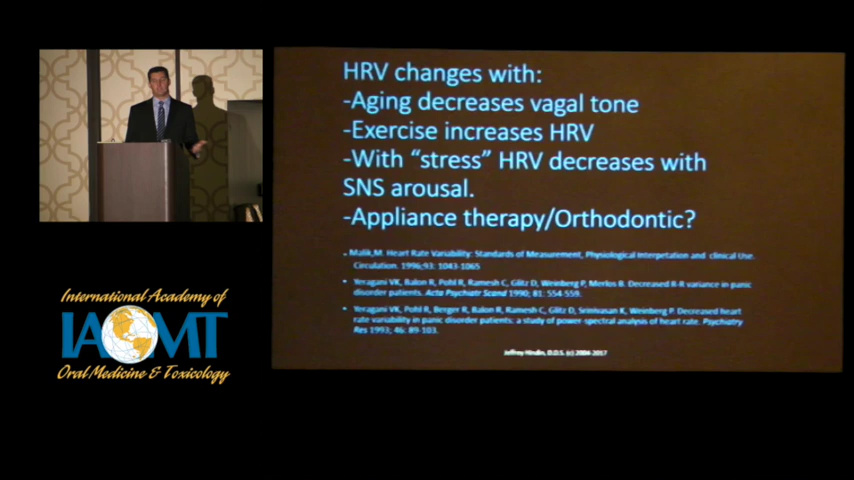 HRV changes with:
-Aging decreases vagal tone
-Exercise increases HRV
-With “stress” HRV decreases with
SNS arousal.
-Appliance therapy/Orthodontic?
- Malik,M. Heart Rate Variability: Standards of Measurement, Physiological Interpetation and clinical Use.
Circulation. 1996;93: 1043-1065
• Yeragani VK, Balon R, Pohl R, Ramesh C, Glitz D, Weinberg P, Merlos B. Decreased R-R variance in panic
disorder patients. Acta Psychiatr Scand 1990; 81: 554-559.
• Yeragani VK, Pohl R, Berger R, Balon R, Ramesh C, Glitz D, Srinivasan K, Weinberg P. Decreased heart
rate variability in panic disorder patients: a study of power-spectral analysis of heart rate. Psychiatry
Res 1993; 46: 89-103.
Jeffrey Hindin, D.D.S. (c) 2004-2017
International Academy of
IAOMT
Oral Medicine & Toxicology